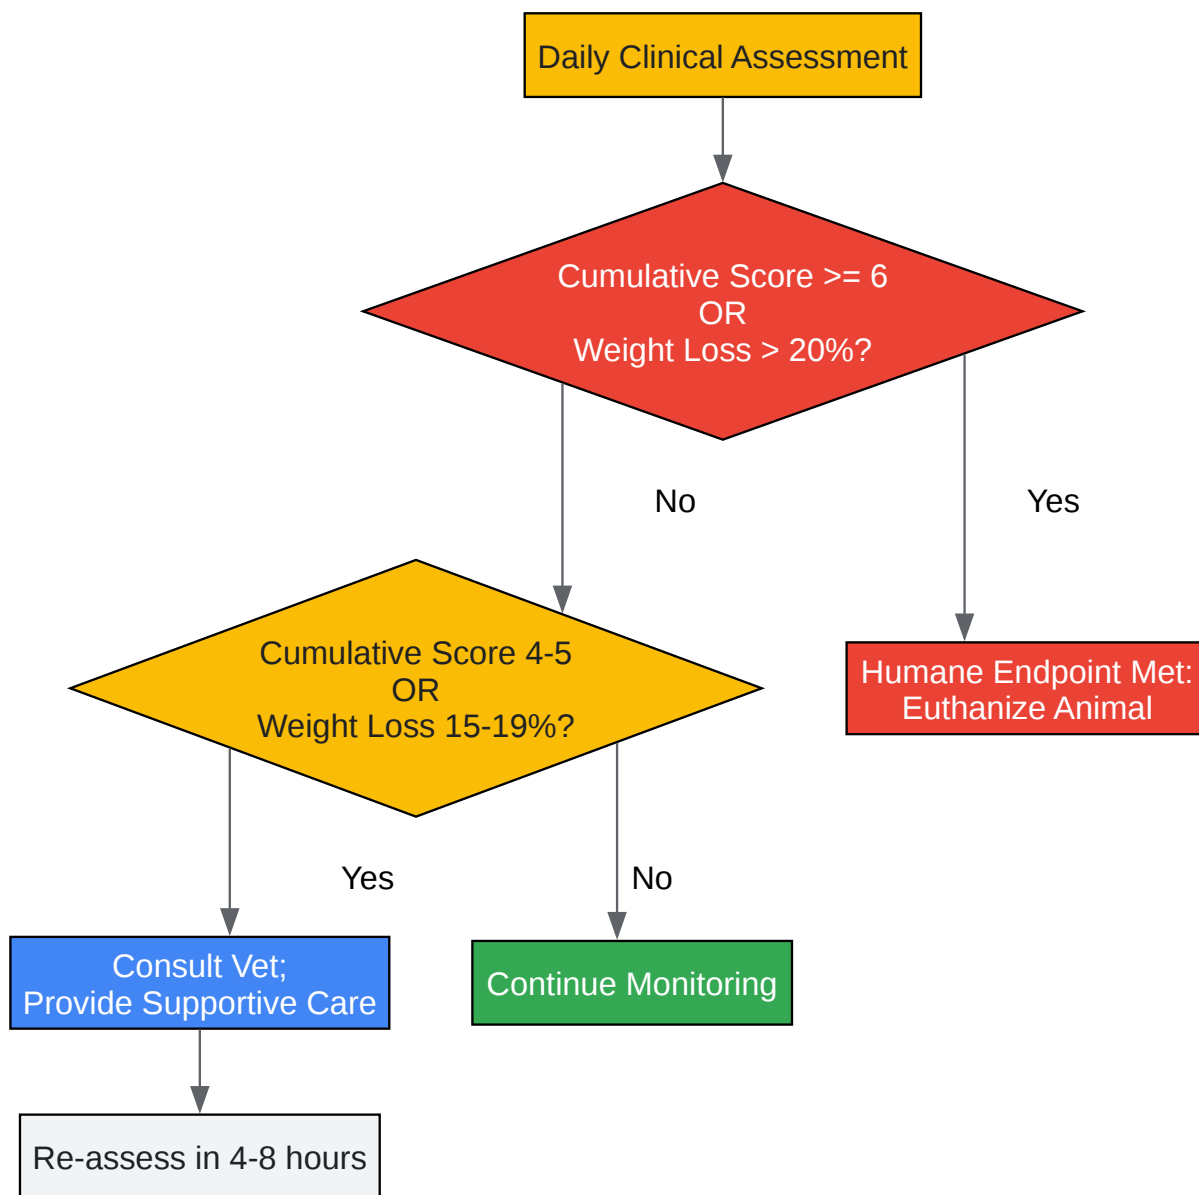 Daily Clinical Assessment
Cumulative Score >= 6
OR
Weight Loss > 20%?
No
Yes
Cumulative Score 4-5
OR
Weight Loss 15-19%?
Humane Endpoint Met:
Euthanize Animal
Yes
No
Consult Vet;
Provide Supportive Care
Continue Monitoring
Re-assess in 4-8 hours